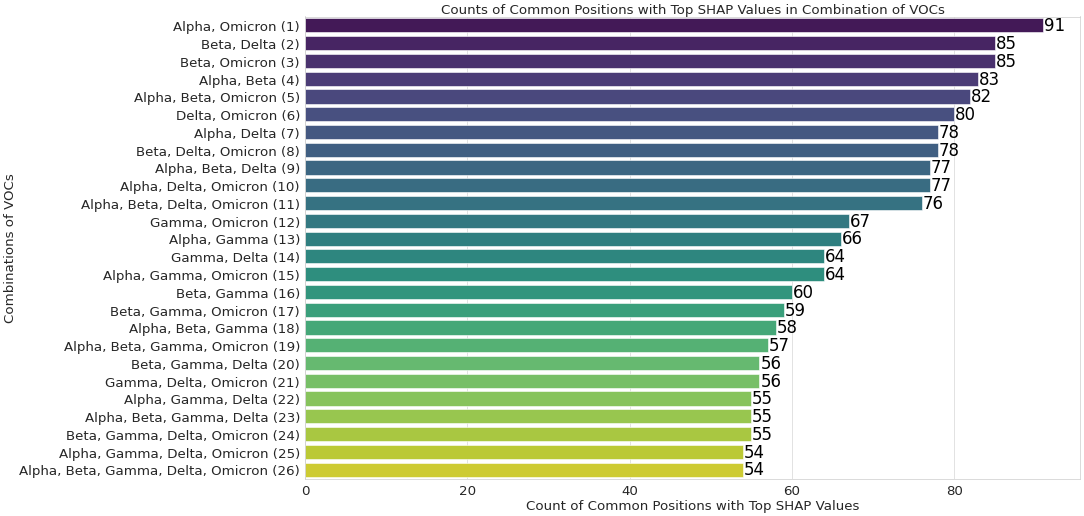 Counts of Common Positions with Top SHAP Values in Combination of VOCs
Combinations of VOCs
Alpha, Omicron (1) 91
Beta, Delta (2) 85
Beta, Omicron (3) 85
Alpha, Beta (4) 83
Alpha, Beta, Omicron (5) 82
Delta, Omicron (6) 80
Alpha, Delta (7) 78
Beta, Delta, Omicron (8) 78
Alpha, Beta, Delta (9) 77
Alpha, Delta, Omicron (10) 77
Alpha, Beta, Delta, Omicron (11) 76
Gamma, Omicron (12) 67
Alpha, Gamma (13) 66
Gamma, Delta (14) 64
Alpha, Gamma, Omicron (15) 64
Beta, Gamma (16) 60
Beta, Gamma, Omicron (17) 59
Alpha, Beta, Gamma (18) 58
Alpha, Beta, Gamma, Omicron (19) 57
Beta, Gamma, Delta (20) 56
Gamma, Delta, Omicron (21) 56
Alpha, Gamma, Delta (22) 55
Alpha, Beta, Gamma, Delta (23) 55
Beta, Gamma, Delta, Omicron (24) 55
Alpha, Gamma, Delta, Omicron (25) 54
Alpha, Beta, Gamma, Delta, Omicron (26) 54
0 20 40 60 80
Count of Common Positions with Top SHAP Values